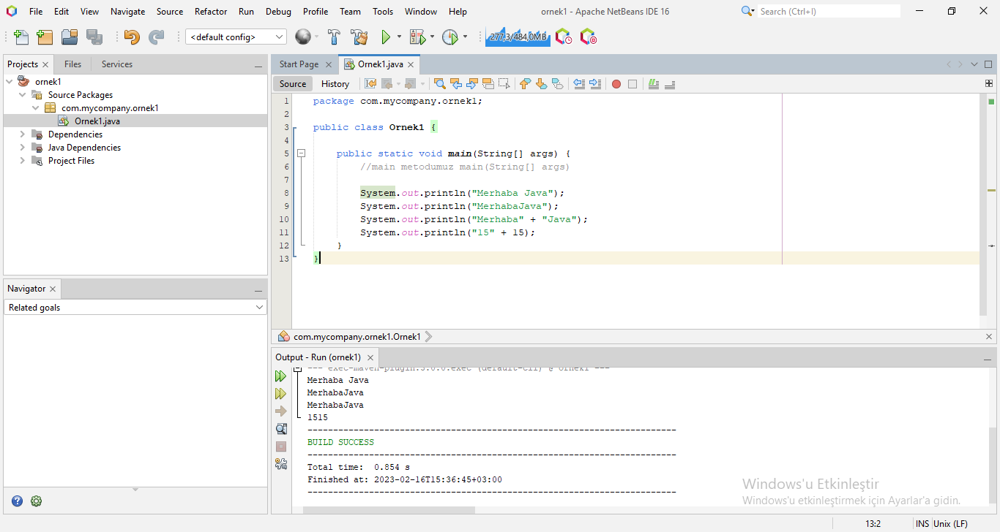 File Edit View Navigate Source Refactor Run Debug Profile Team Tools Window Help
ornek1 - Apache NetBeans IDE 16
Search (Ctrl+I)
<default config>
277,3/484,0MB
Projects
Files
Services
ornek1
Source Packages
com.mycompany.ornek1
Ornek1.java
Dependencies
Java Dependencies
Project Files
Navigator
Related goals
Start Page
Ornek1.java
Source
History
1 package com.mycompany.ornek1;
2
3 public class Ornek1 {
4
5 public static void main(String[] args) {
6 //main metodumuz main(String[] args)
7
8 System.out.println("Merhaba Java");
9 System.out.println("MerhabaJava");
10 System.out.println("Merhaba" + "Java");
11 System.out.println("15" + 15);
12 }
13 }
com.mycompany.ornek1.Ornek1
Output - Run (ornek1)
--- exec-maven-plugin:3.0.0:exec (default-cli) @ ornek1 ---
Merhaba Java
MerhabaJava
MerhabaJava
1515
------------------------------------------------------------------------
BUILD SUCCESS
------------------------------------------------------------------------
Total time:  0.854 s
Finished at: 2023-02-16T15:36:45+03:00
------------------------------------------------------------------------
Windows'u Etkinleştir
Windows'u etkinleştirmek için Ayarlar'a gidin.
13:2
INS
Unix (LF)